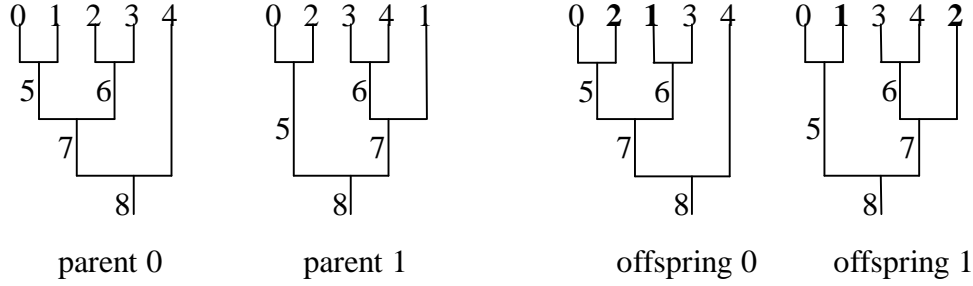 0 1 2 3 4 0 2 3 4 1 0 2 1 3 4 0 1 3 4 2
5 6 6 5 6 6
7 5 7 7 5 7
8 8 8 8
parent 0 parent 1 offspring 0 offspring 1